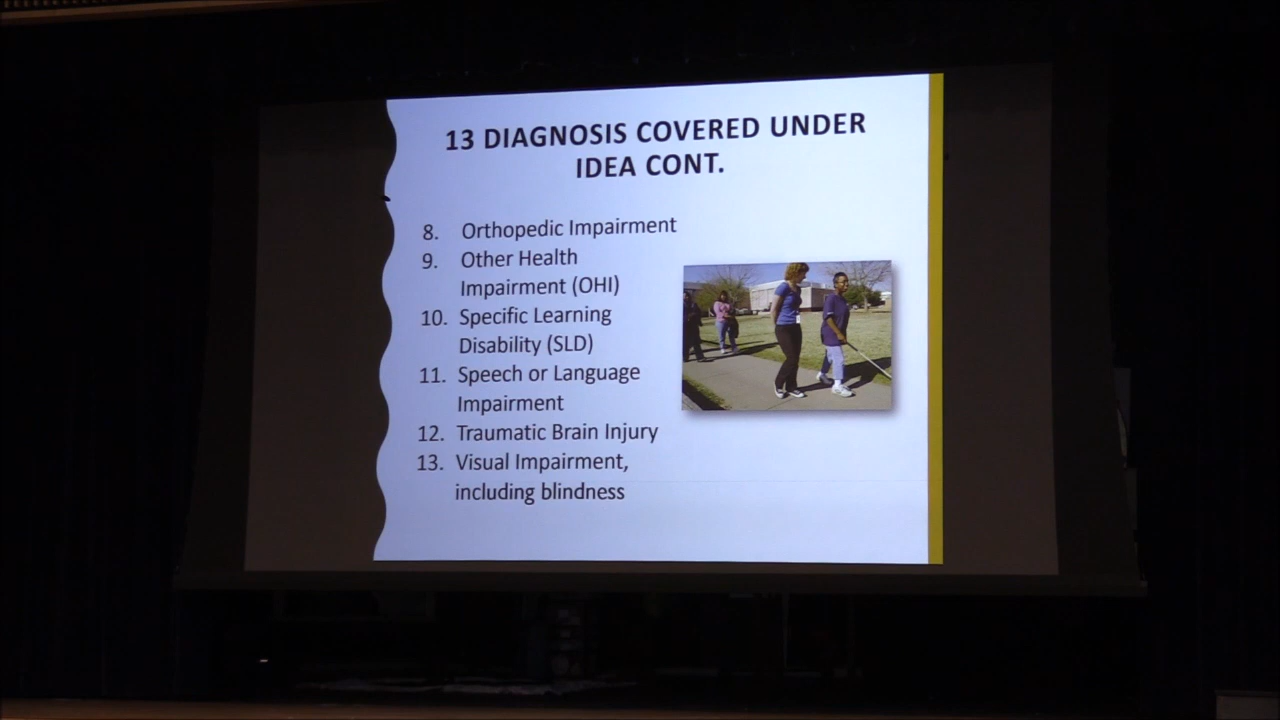 13 DIAGNOSIS COVERED UNDER
IDEA CONT.
8. Orthopedic Impairment
9. Other Health
Impairment (OHI)
10. Specific Learning
Disability (SLD)
11. Speech or Language
Impairment
12. Traumatic Brain Injury
13. Visual Impairment,
including blindness